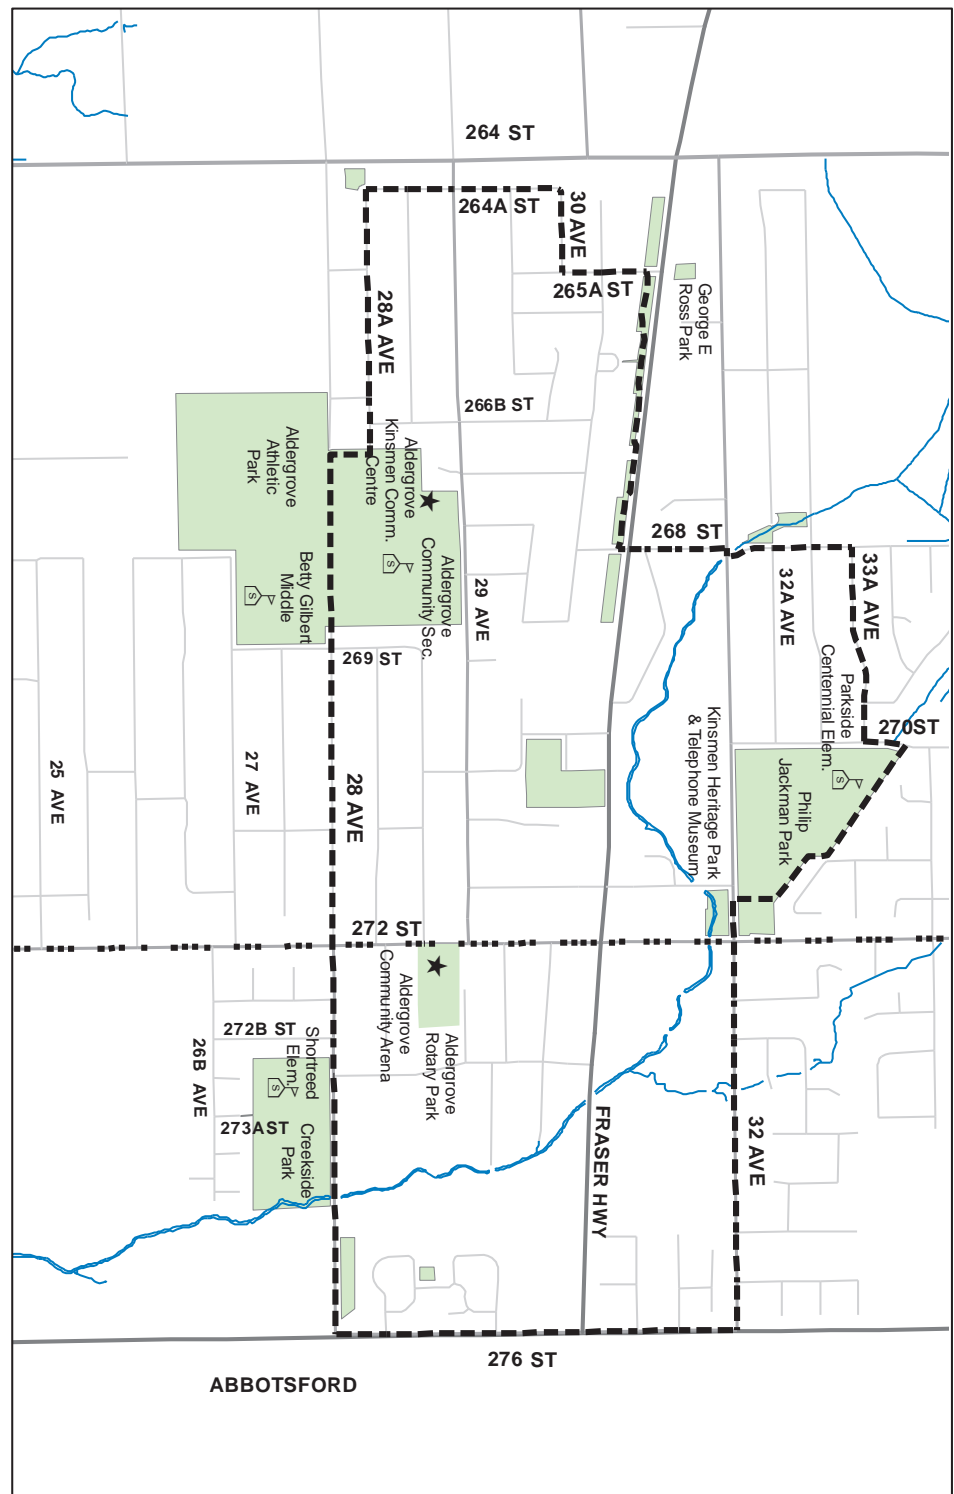 264 ST
264A ST
30 AVE
265A ST
George E
Ross Park
28A AVE
266B ST
Aldergrove
Kinsmen Comm.
Centre
Aldergrove
Athletic
Park
268 ST
33A AVE
32A AVE
Aldergrove
Community Sec.
S
Betty Gilbert
Middle
S
29 AVE
269 ST
Parkside
Centennial Elem.
S
270ST
Kinsmen Heritage Park
& Telephone Museum
Philip
Jackman Park
25 AVE
27 AVE
28 AVE
272 ST
Aldergrove
Community Arena
Aldergrove
Rotary Park
272B ST
26B AVE
Shortreed
Elem.
S
273A ST
Creekside
Park
FRASER HWY
32 AVE
276 ST
ABBOTSFORD